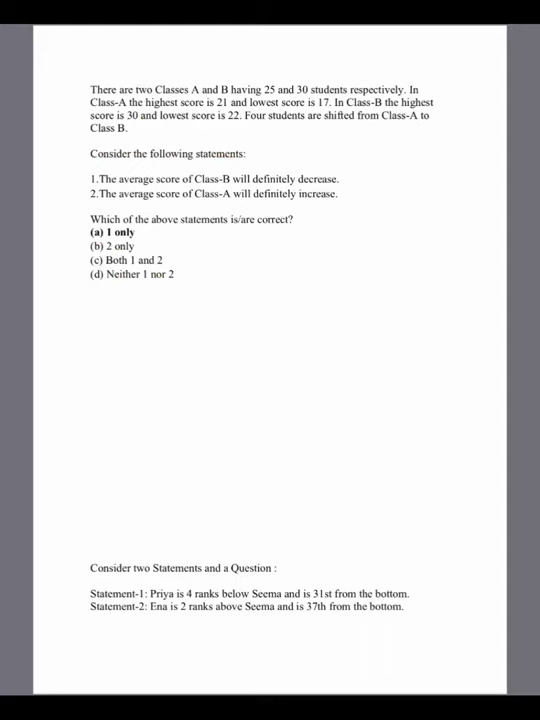 There are two Classes A and B having 25 and 30 students respectively. In
Class-A the highest score is 21 and lowest score is 17. In Class-B the highest
score is 30 and lowest score is 22. Four students are shifted from Class-A to
Class B.
Consider the following statements:
1.The average score of Class-B will definitely decrease.
2.The average score of Class-A will definitely increase.
Which of the above statements is/are correct?
(a) 1 only
(b) 2 only
(c) Both 1 and 2
(d) Neither 1 nor 2
Consider two Statements and a Question :
Statement-1: Priya is 4 ranks below Seema and is 31st from the bottom.
Statement-2: Ena is 2 ranks above Seema and is 37th from the bottom.